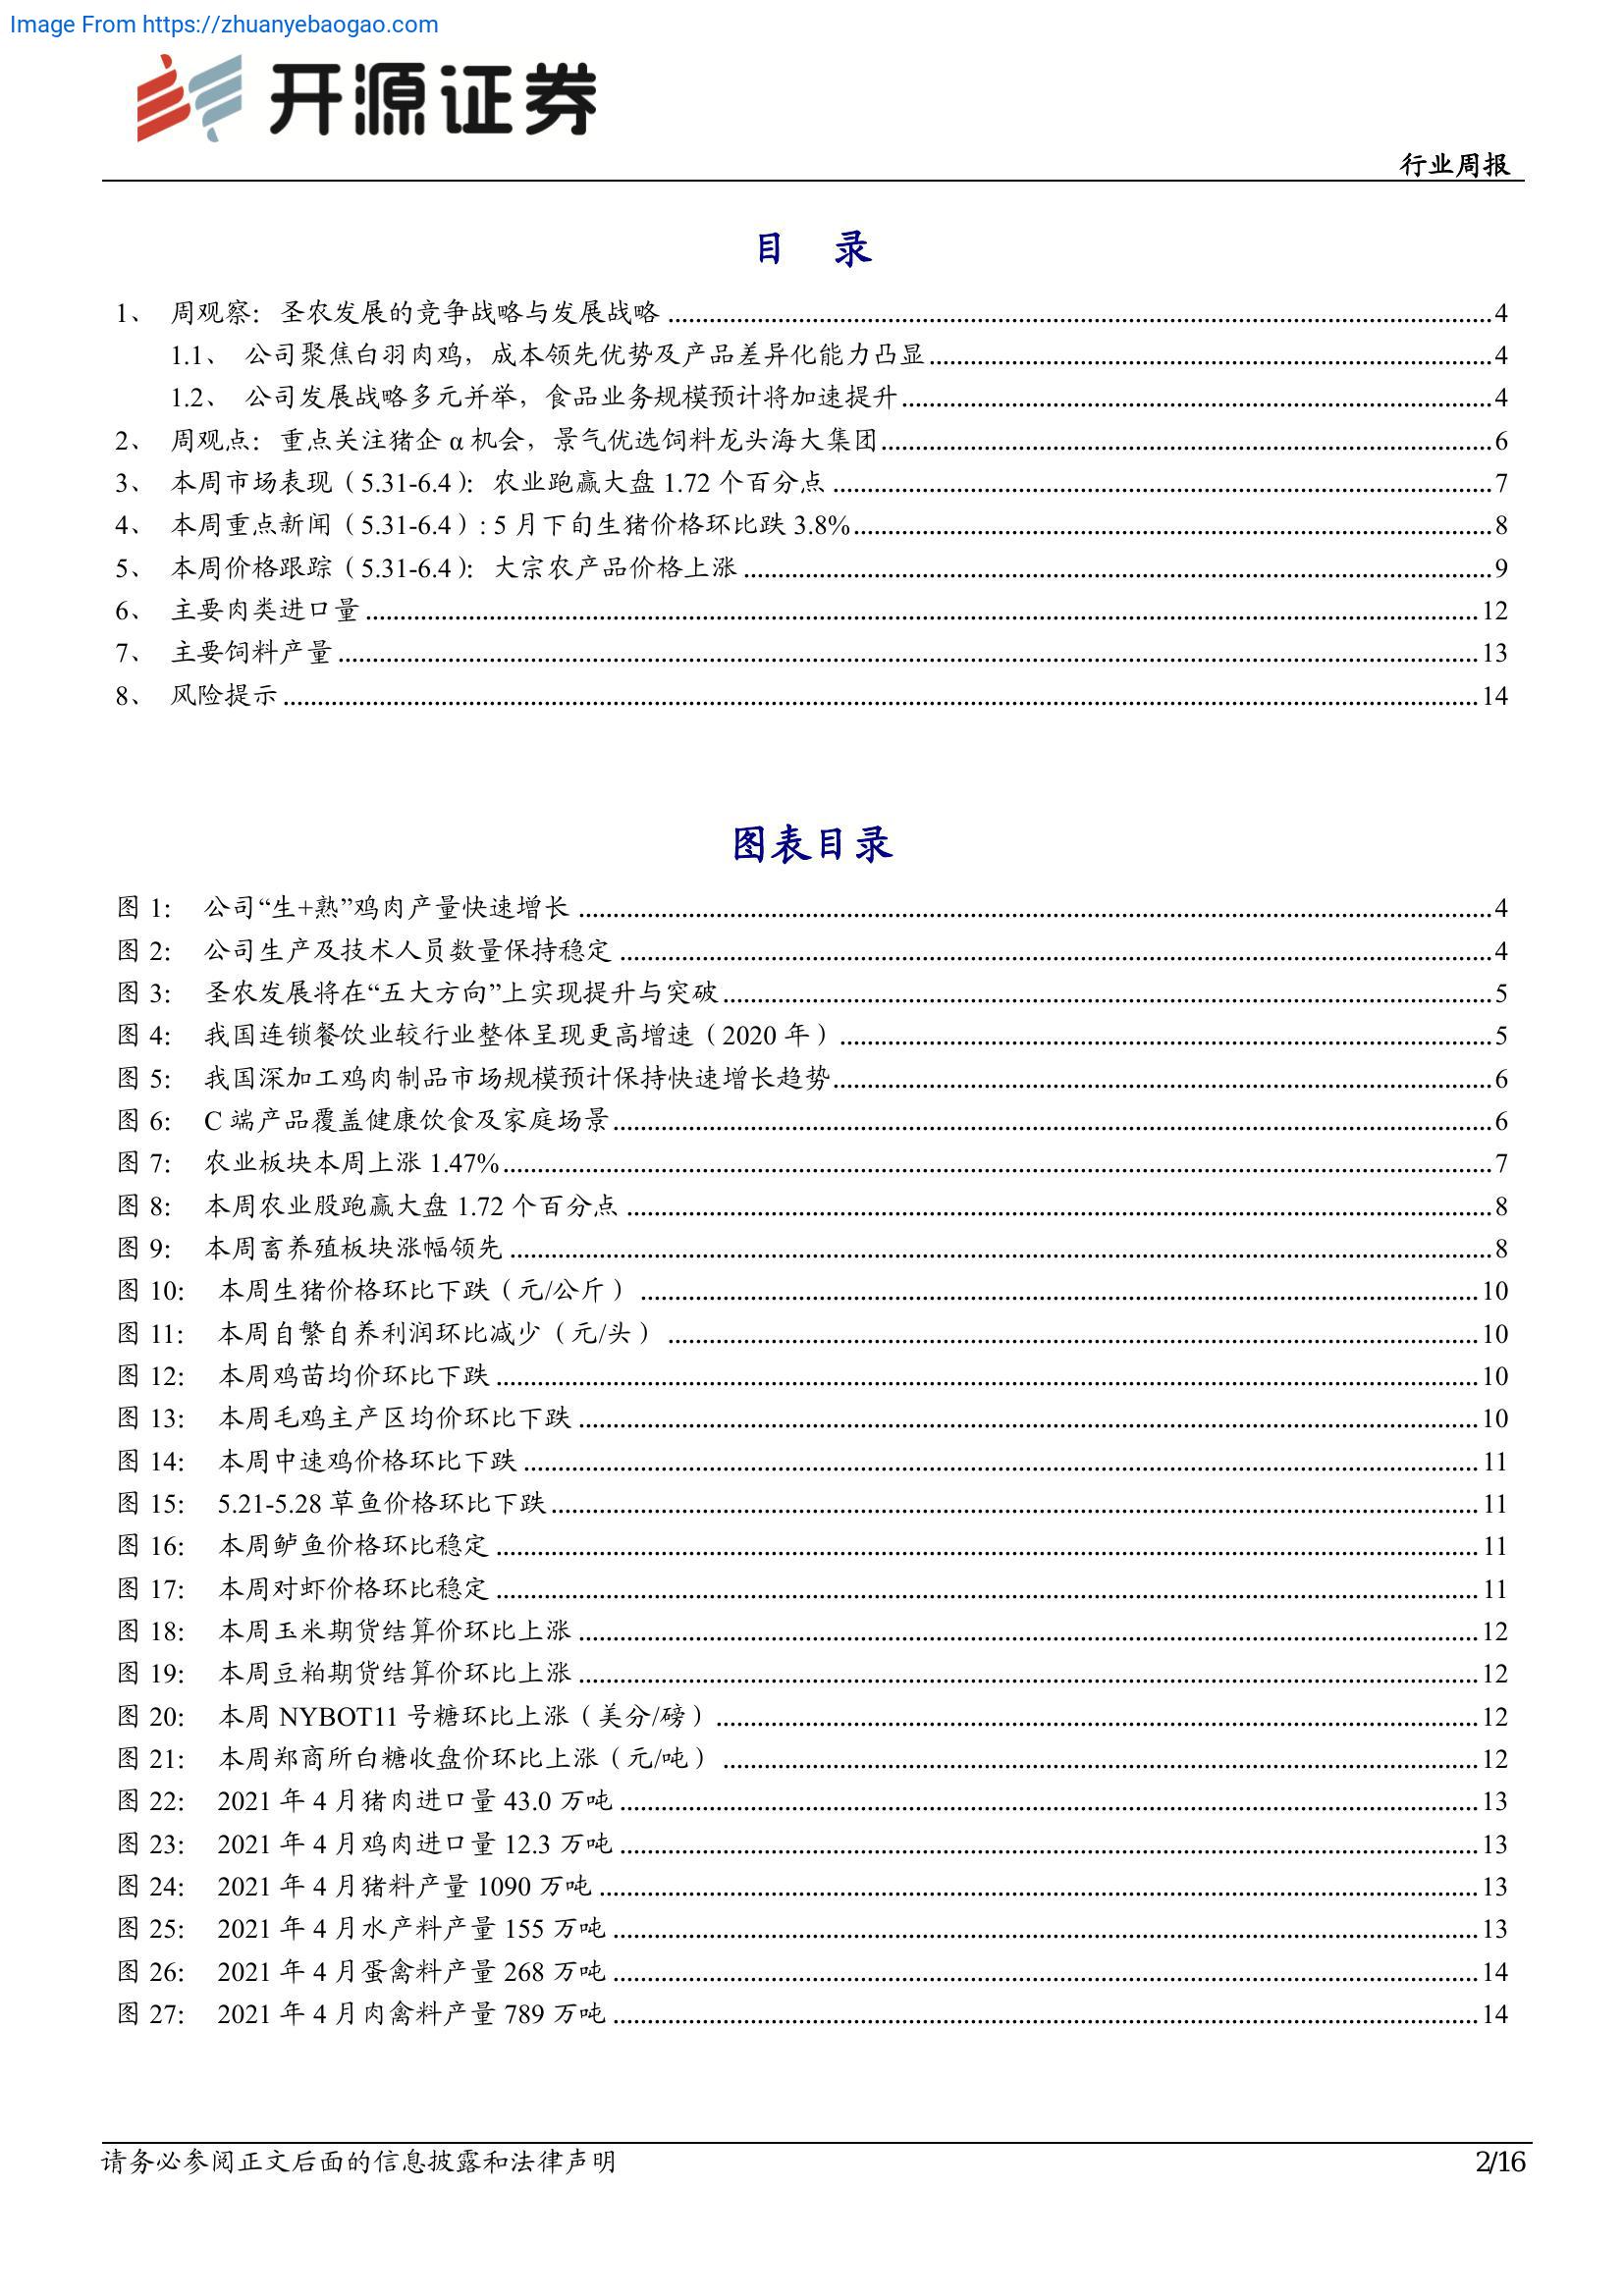 Image From https://zhuanyebaogao.com
开源证券
行业周报
目 录
1、 周观察：圣农发展的竞争战略与发展战略 ........ 4
1.1、 公司聚焦白羽肉鸡，成本领先优势及产品差异化能力凸显 ........ 4
1.2、 公司发展战略多元并举，食品业务规模预计将加速提升 ........ 4
2、 周观点：重点关注猪企 α 机会，景气优选饲料龙头海大集团 ........ 6
3、 本周市场表现（5.31-6.4）：农业跑赢大盘 1.72 个百分点 ........ 7
4、 本周重点新闻（5.31-6.4）: 5 月下旬生猪价格环比跌 3.8% ........ 8
5、 本周价格跟踪（5.31-6.4）：大宗农产品价格上涨 ........ 9
6、 主要肉类进口量 ........ 12
7、 主要饲料产量 ........ 13
8、 风险提示 ........ 14
图表目录
图 1： 公司“生+熟”鸡肉产量快速增长 ........ 4
图 2： 公司生产及技术人员数量保持稳定 ........ 4
图 3： 圣农发展将在“五大方向”上实现提升与突破 ........ 5
图 4： 我国连锁餐饮业较行业整体呈现更高增速（2020 年） ........ 5
图 5： 我国深加工鸡肉制品市场规模预计保持快速增长趋势 ........ 6
图 6： C 端产品覆盖健康饮食及家庭场景 ........ 6
图 7： 农业板块本周上涨 1.47% ........ 7
图 8： 本周农业股跑赢大盘 1.72 个百分点 ........ 8
图 9： 本周畜养殖板块涨幅领先 ........ 8
图 10： 本周生猪价格环比下跌（元/公斤） ........ 10
图 11： 本周自繁自养利润环比减少（元/头） ........ 10
图 12： 本周鸡苗均价环比下跌 ........ 10
图 13： 本周毛鸡主产区均价环比下跌 ........ 10
图 14： 本周中速鸡价格环比下跌 ........ 11
图 15： 5.21-5.28 草鱼价格环比下跌 ........ 11
图 16： 本周鲈鱼价格环比稳定 ........ 11
图 17： 本周对虾价格环比稳定 ........ 11
图 18： 本周玉米期货结算价环比上涨 ........ 12
图 19： 本周豆粕期货结算价环比上涨 ........ 12
图 20： 本周 NYBOT11 号糖环比上涨（美分/磅） ........ 12
图 21： 本周郑商所白糖收盘价环比上涨（元/吨） ........ 12
图 22： 2021 年 4 月猪肉进口量 43.0 万吨 ........ 13
图 23： 2021 年 4 月鸡肉进口量 12.3 万吨 ........ 13
图 24： 2021 年 4 月猪料产量 1090 万吨 ........ 13
图 25： 2021 年 4 月水产料产量 155 万吨 ........ 13
图 26： 2021 年 4 月蛋禽料产量 268 万吨 ........ 14
图 27： 2021 年 4 月肉禽料产量 789 万吨 ........ 14
请务必参阅正文后面的信息披露和法律声明
2/16